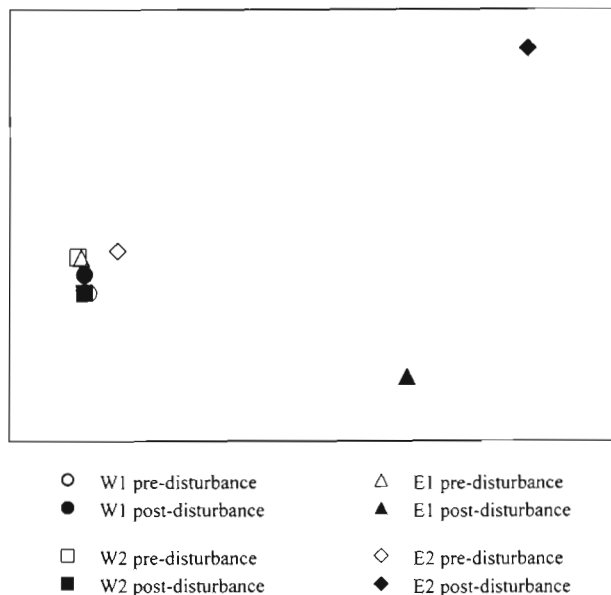 W1 pre-disturbance
E1 pre-disturbance
W1 post-disturbance
E1 post-disturbance
W2 pre-disturbance
E2 pre-disturbance
W2 post-disturbance
E2 post-disturbance